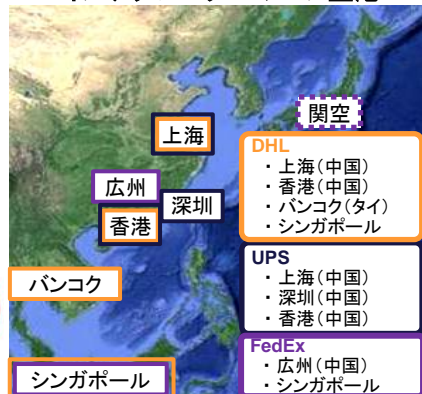 関空
上海
広州
深圳
香港
バンコク
シンガポール
DHL
・上海(中国)
・香港(中国)
・バンコク(タイ)
・シンガポール
UPS
・上海(中国)
・深圳(中国)
・香港(中国)
FedEx
・広州(中国)
・シンガポール